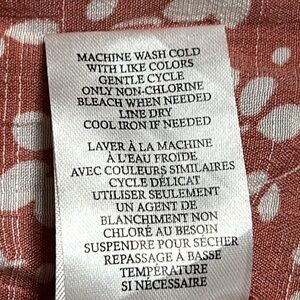 MACHINE WASH COLD
WITH LIKE COLORS
GENTLE CYCLE
ONLY NON-CHLORINE
BLEACH WHEN NEEDED
LINE DRY
COOL IRON IF NEEDED
LAVER À LA MACHINE
À L'EAU FROIDE
AVEC COULEURS SIMILAIRES
CYCLE DÉLICAT
UTILISER SEULEMENT
UN AGENT DE
BLANCHIMENT NON
CHLORÉ AU BESOIN
SUSPENDRE POUR SÉCHER
REPASSAGE À BASSE
TEMPÉRATURE
SI NÉCESSAIRE